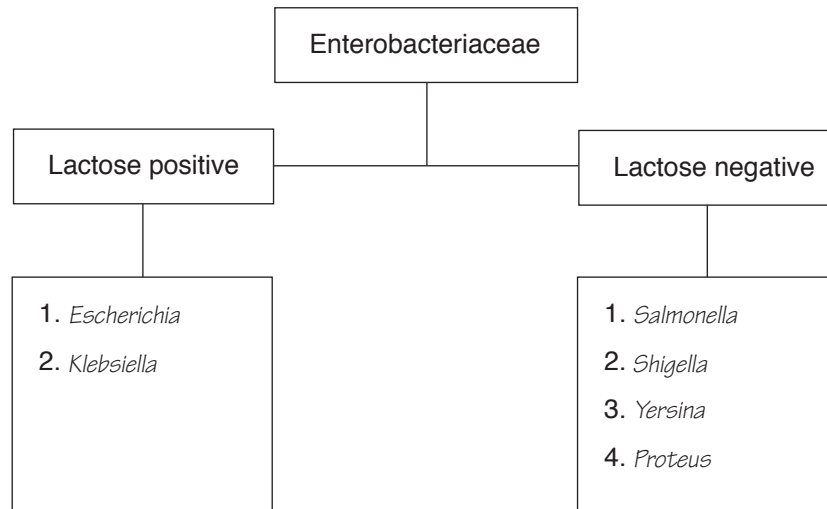 Enterobacteriaceae
Lactose positive
Lactose negative
1. Escherichia
2. Klebsiella
1. Salmonella
2. Shigella
3. Yersina
4. Proteus